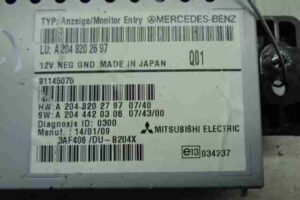 TYP: Anzeige/Monitor Entry MERCEDES-BENZ
LU: A 204 820 26 97
12V NEG GND MADE IN JAPAN Q01
91145075
HW: A 204 820 27 97 07/40
SW: A 204 442 03 06 07/43/00
Diagnosis ID: 0300
Manuf. 14/01/09 MITSUBISHI ELECTRIC
3AF406 /DU-B204X
e13 034237